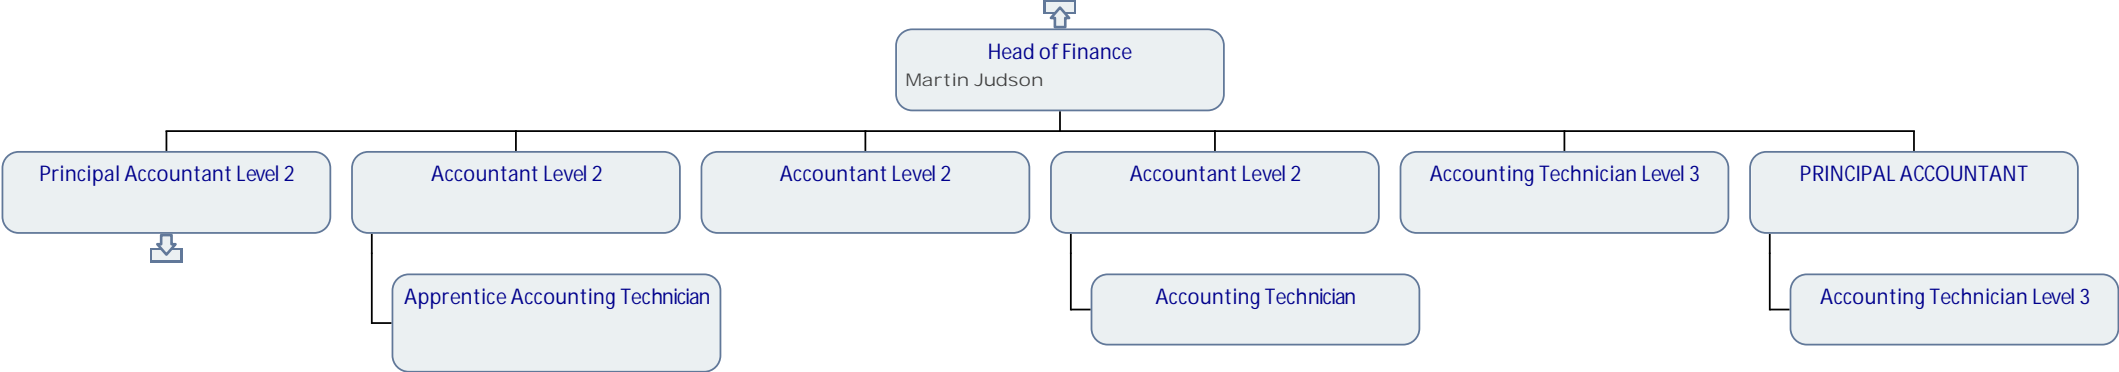 Head of Finance
Martin Judson
Principal Accountant Level 2
Accountant Level 2
Accountant Level 2
Accountant Level 2
Accounting Technician Level 3
PRINCIPAL ACCOUNTANT
Apprentice Accounting Technician
Accounting Technician
Accounting Technician Level 3